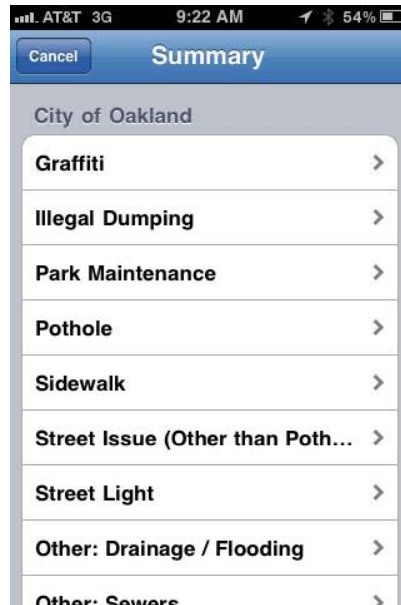 AT&T 3G 9:22 AM 54%
Cancel Summary
City of Oakland
Graffiti
Illegal Dumping
Park Maintenance
Pothole
Sidewalk
Street Issue (Other than Poth...
Street Light
Other: Drainage / Flooding
Other: Sewers